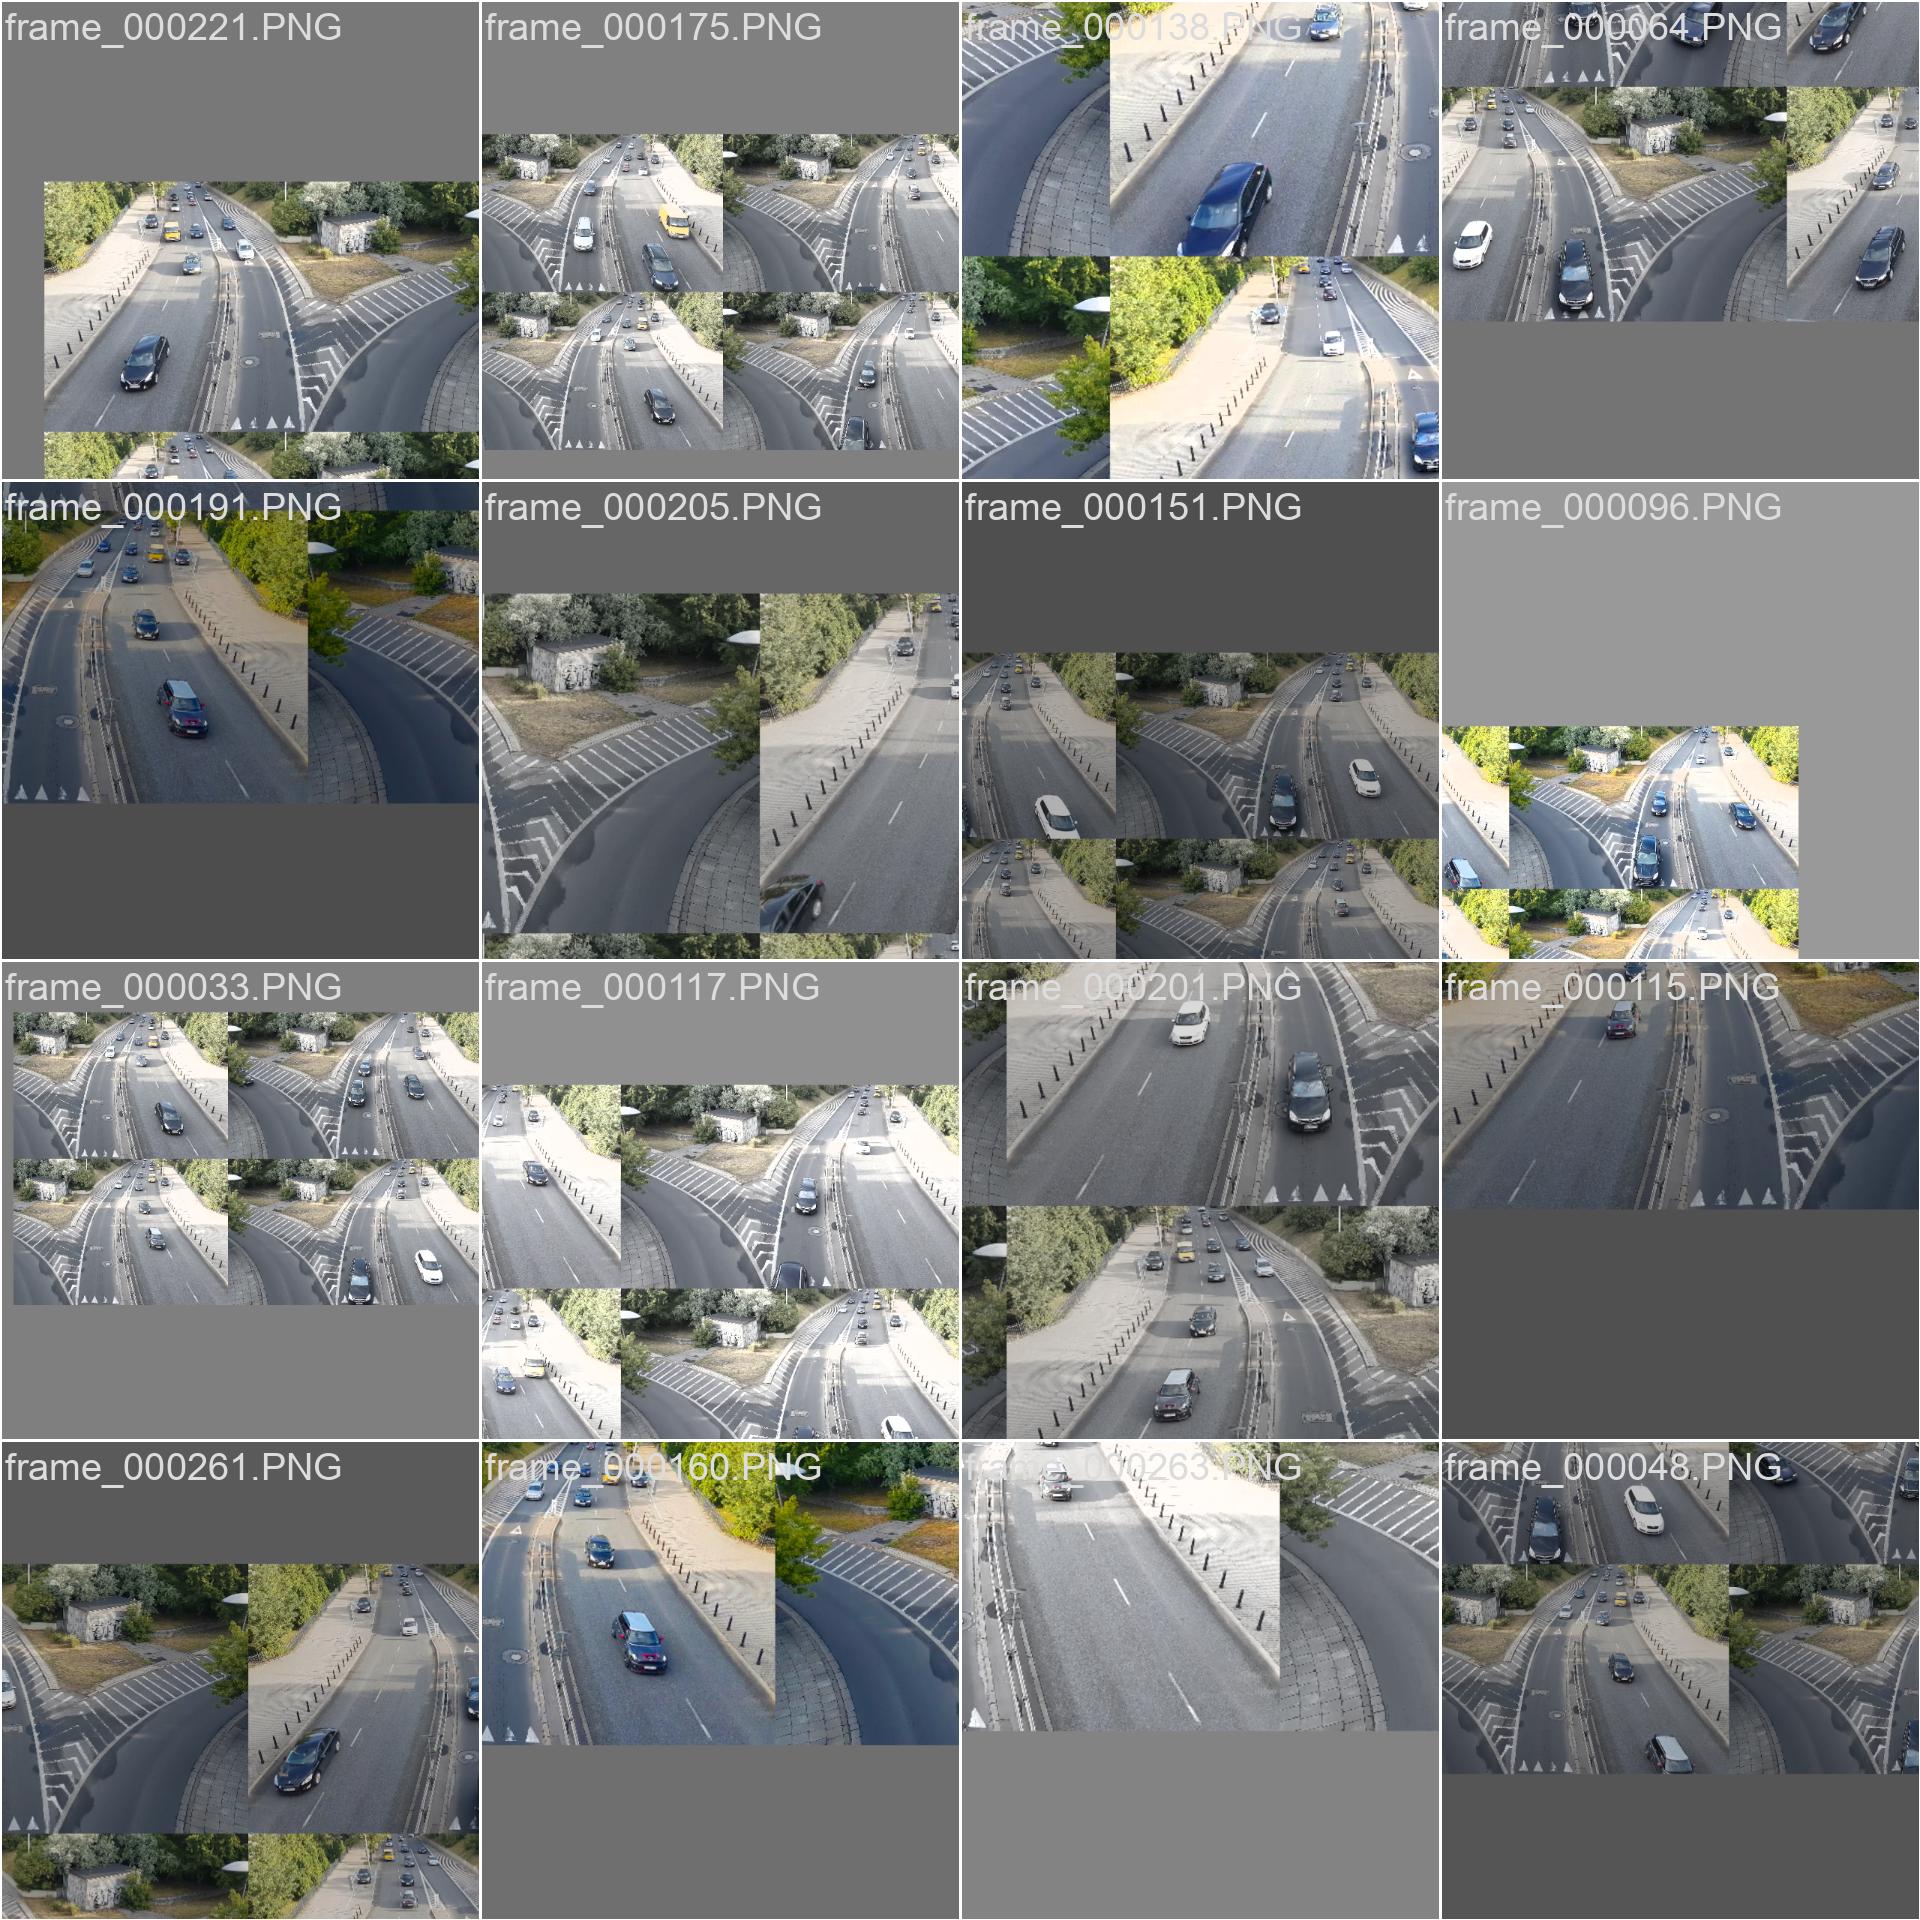 frame_000221.PNG
frame_000175.PNG
frame_000138.PNG
frame_000064.PNG
frame_000191.PNG
frame_000205.PNG
frame_000151.PNG
frame_000096.PNG
frame_000033.PNG
frame_000117.PNG
frame_000201.PNG
frame_000115.PNG
frame_000261.PNG
frame_000160.PNG
frame_000263.PNG
frame_000048.PNG